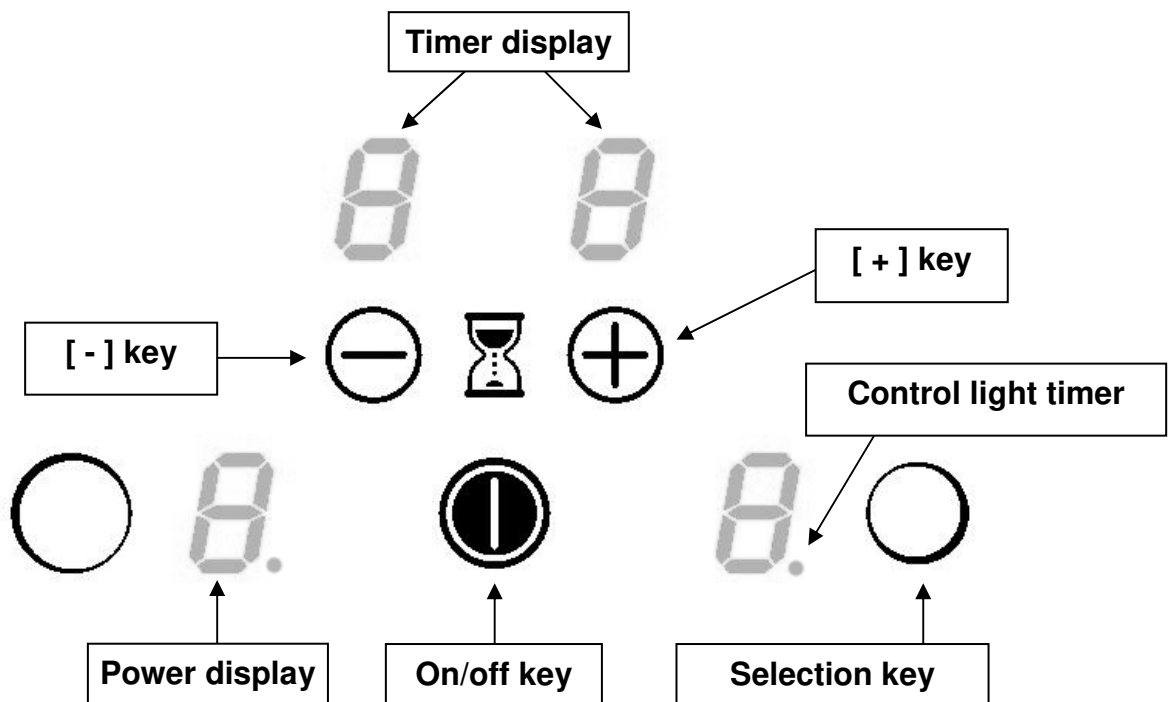 Timer display
[ + ] key
[ - ] key
Control light timer
Power display
On/off key
Selection key